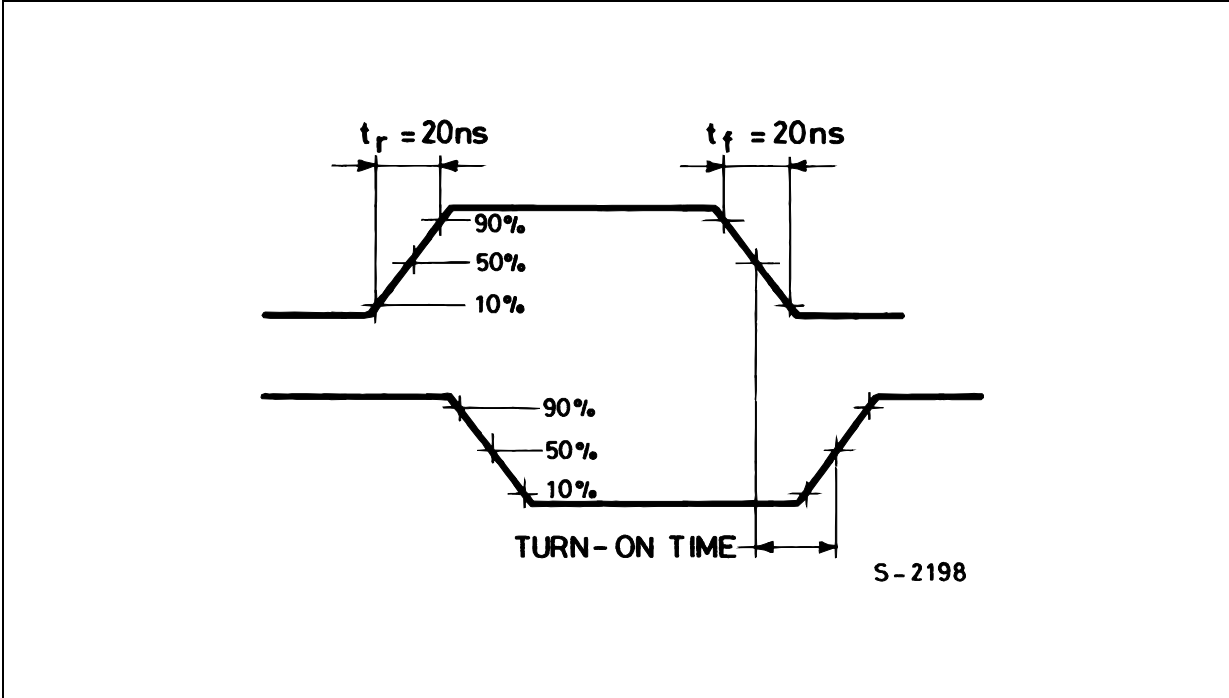 tr = 20ns
tf = 20ns
90%
50%
10%
90%
50%
10%
TURN-ON TIME
S-2198